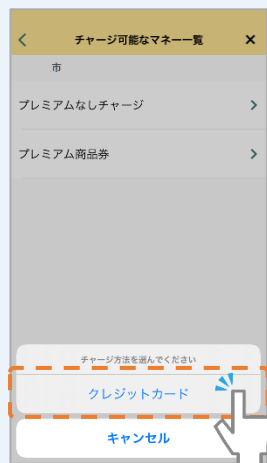 チャージ可能なマネー一覧
市
プレミアムなしチャージ
プレミアム商品券
チャージ方法を選んでください
クレジットカード
キャンセル